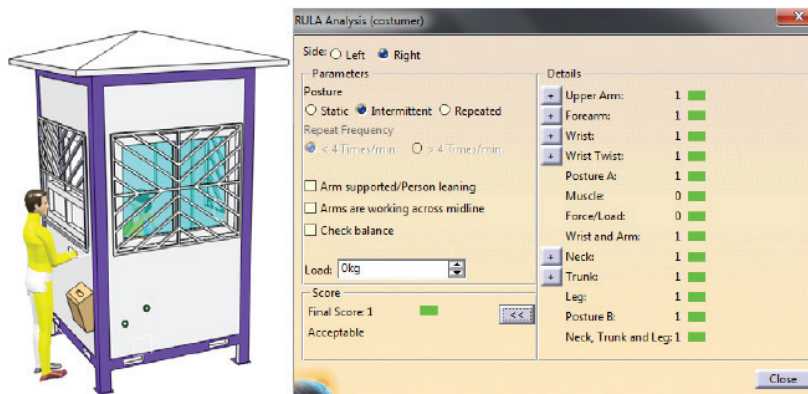 RULA Analysis (costumer)
X
Side: Left Right
Parameters
Posture
Static Intermittent Repeated
Repeat Frequency
< 4 Times/min. > 4 Times/min.
Arm supported/Person leaning
Arms are working across midline
Check balance
Load: 0kg
Score
Final Score: 1
<<
Acceptable
Details
+ Upper Arm: 1
+ Forearm: 1
+ Wrist: 1
+ Wrist Twist: 1
Posture A: 1
Muscle: 0
Force/Load: 0
Wrist and Arm: 1
+ Neck: 1
+ Trunk: 1
Leg: 1
Posture B: 1
Neck, Trunk and Leg: 1
Close